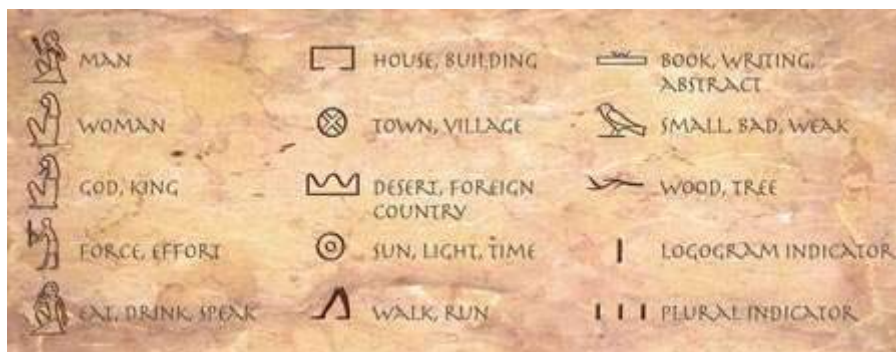 MAN
HOUSE, BUILDING
BOOK, WRITING,
ABSTRACT
WOMAN
TOWN, VILLAGE
SMALL, BAD, WEAK
GOD, KING
DESERT, FOREIGN
COUNTRY
WOOD, TREE
FORCE, EFFORT
SUN, LIGHT, TIME
LOGOGRAM INDICATOR
EAT, DRINK, SPEAK
WALK, RUN
PLURAL INDICATOR